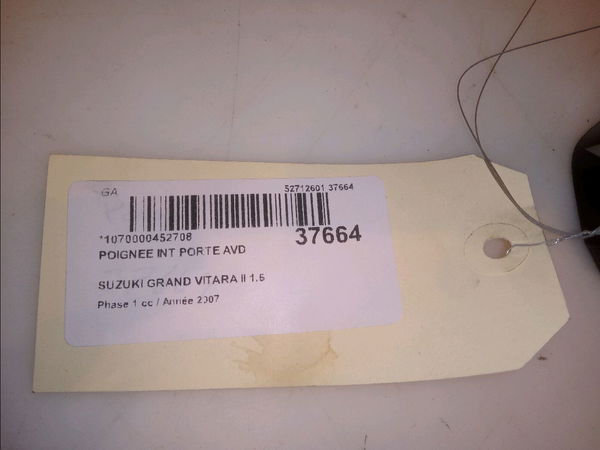 GA 52712601 37664
*1070000452708 37664
POIGNEE INT PORTE AVD
SUZUKI GRAND VITARA II 1.6
Phase 1 cc / Année 2007